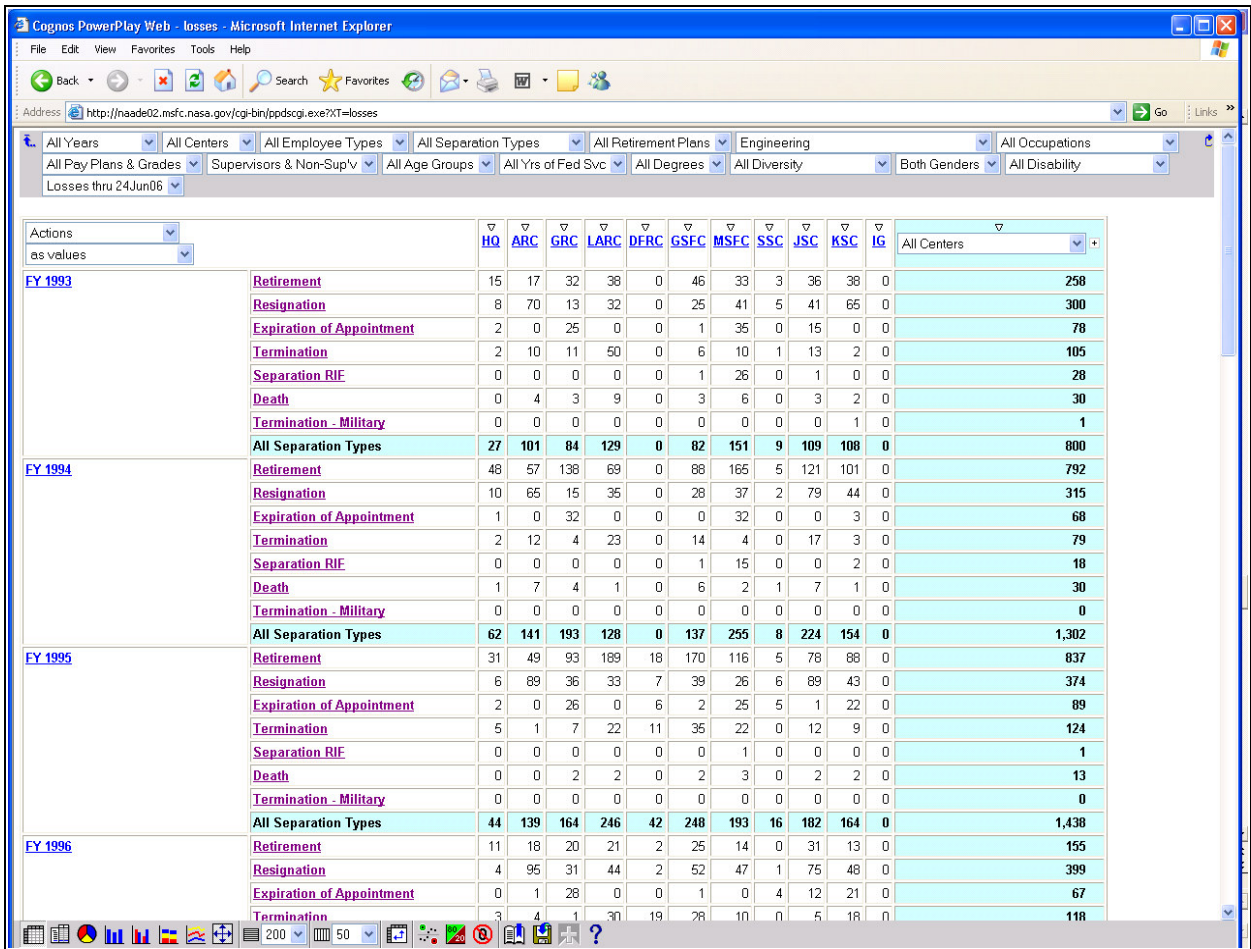 Cognos PowerPlay Web - losses - Microsoft Internet Explorer
File Edit View Favorites Tools Help
Back Search Favorites
Address http://naade02.msfc.nasa.gov/cgi-bin/ppdscgi.exe?XT=losses Go Links »
All Years All Centers All Employee Types All Separation Types All Retirement Plans Engineering All Occupations
All Pay Plans & Grades Supervisors & Non-Sup'v All Age Groups All Yrs of Fed Svc All Degrees All Diversity Both Genders All Disability
Losses thru 24Jun06
Actions
as values
HQ ARC GRC LARC DFRC GSFC MSFC SSC JSC KSC IG All Centers +
FY 1993 Retirement 15 17 32 38 0 46 33 3 36 38 0 258
Resignation 8 70 13 32 0 25 41 5 41 65 0 300
Expiration of Appointment 2 0 25 0 0 1 35 0 15 0 0 78
Termination 2 10 11 50 0 6 10 1 13 2 0 105
Separation RIF 0 0 0 0 0 1 26 0 1 0 0 28
Death 0 4 3 9 0 3 6 0 3 2 0 30
Termination - Military 0 0 0 0 0 0 0 0 0 1 0 1
All Separation Types 27 101 84 129 0 82 151 9 109 108 0 800
FY 1994 Retirement 48 57 138 69 0 88 165 5 121 101 0 792
Resignation 10 65 15 35 0 28 37 2 79 44 0 315
Expiration of Appointment 1 0 32 0 0 0 32 0 0 3 0 68
Termination 2 12 4 23 0 14 4 0 17 3 0 79
Separation RIF 0 0 0 0 0 1 15 0 0 2 0 18
Death 1 7 4 1 0 6 2 1 7 1 0 30
Termination - Military 0 0 0 0 0 0 0 0 0 0 0 0
All Separation Types 62 141 193 128 0 137 255 8 224 154 0 1,302
FY 1995 Retirement 31 49 93 189 18 170 116 5 78 88 0 837
Resignation 6 89 36 33 7 39 26 6 89 43 0 374
Expiration of Appointment 2 0 26 0 6 2 25 5 1 22 0 89
Termination 5 1 7 22 11 35 22 0 12 9 0 124
Separation RIF 0 0 0 0 0 0 1 0 0 0 0 1
Death 0 0 2 2 0 2 3 0 2 2 0 13
Termination - Military 0 0 0 0 0 0 0 0 0 0 0 0
All Separation Types 44 139 164 246 42 248 193 16 182 164 0 1,438
FY 1996 Retirement 11 18 20 21 2 25 14 0 31 13 0 155
Resignation 4 95 31 44 2 52 47 1 75 48 0 399
Expiration of Appointment 0 1 28 0 0 1 0 4 12 21 0 67
Termination 3 4 1 30 19 28 10 0 5 18 0 118
200 50 80 20 ?